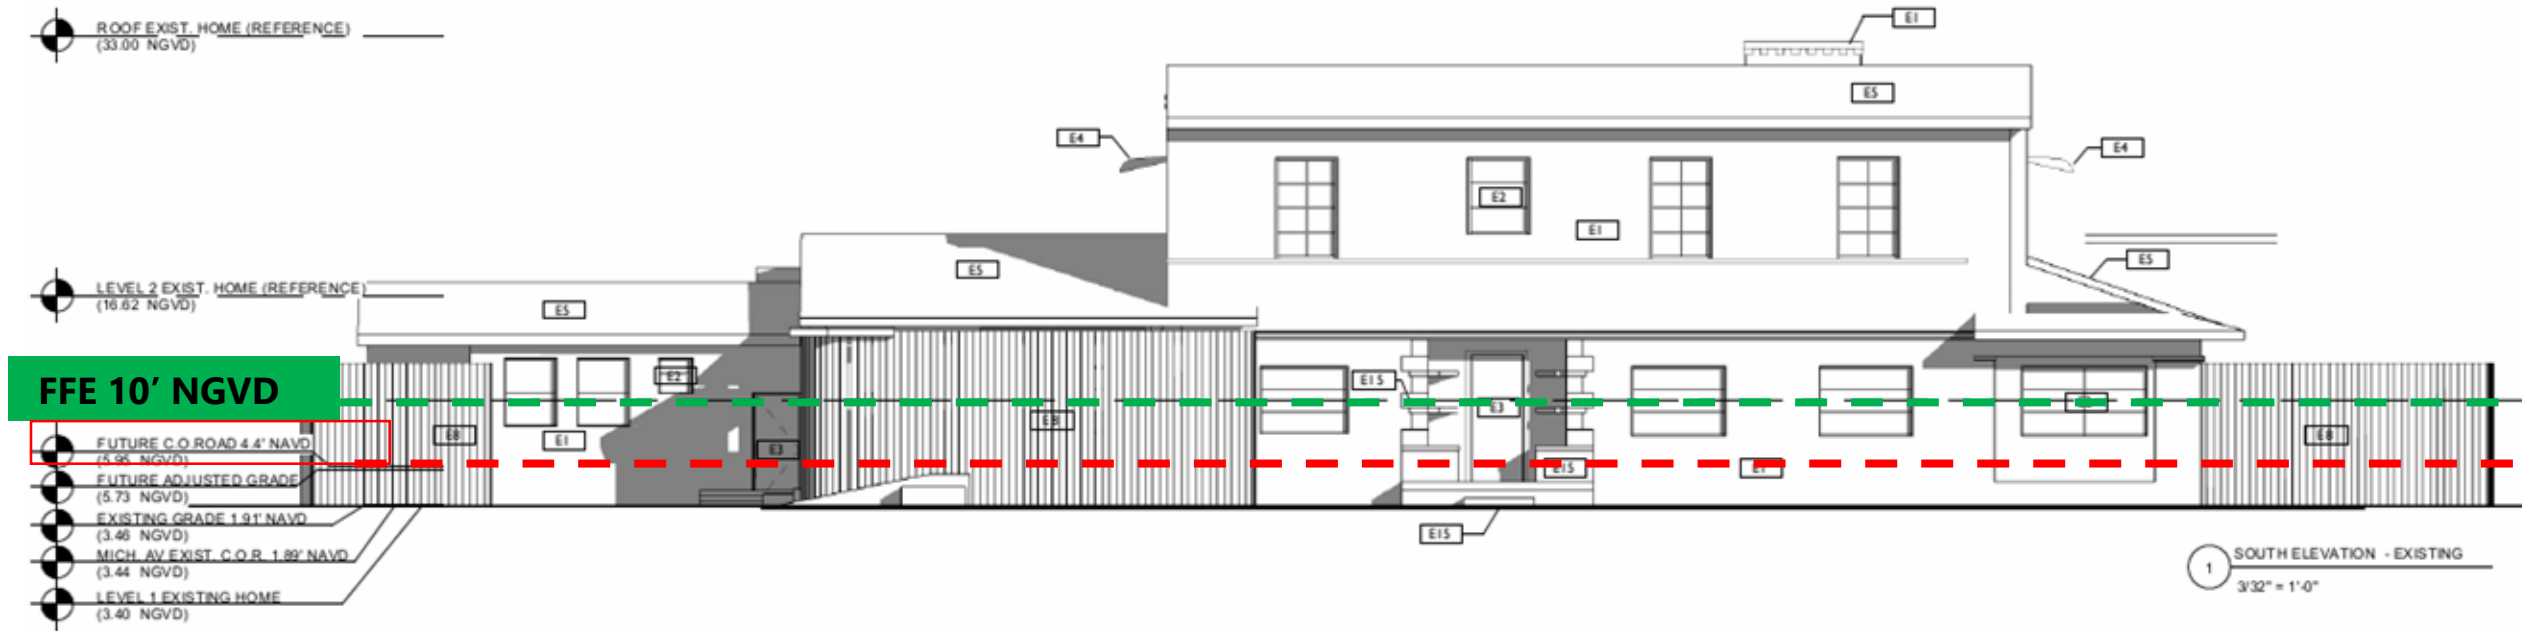 ROOF EXIST. HOME (REFERENCE)
(33.00 NGVD)
E1
E5
E4
E4
E2
E1
E5
E5
LEVEL 2 EXIST. HOME (REFERENCE)
(16.62 NGVD)
E5
FFE 10’ NGVD
E2
E15
E3
E8
E8
E1
E8
FUTURE C.O.ROAD 4.4' NAVD
(5.95 NGVD)
E3
E15
E1
FUTURE ADJUSTED GRADE
(5.73 NGVD)
EXISTING GRADE 1.91' NAVD
(3.46 NGVD)
E15
MICH. AV EXIST. C.O.R. 1.89' NAVD
(3.44 NGVD)
1
SOUTH ELEVATION - EXISTING
3/32" = 1'-0"
LEVEL 1 EXISTING HOME
(3.40 NGVD)